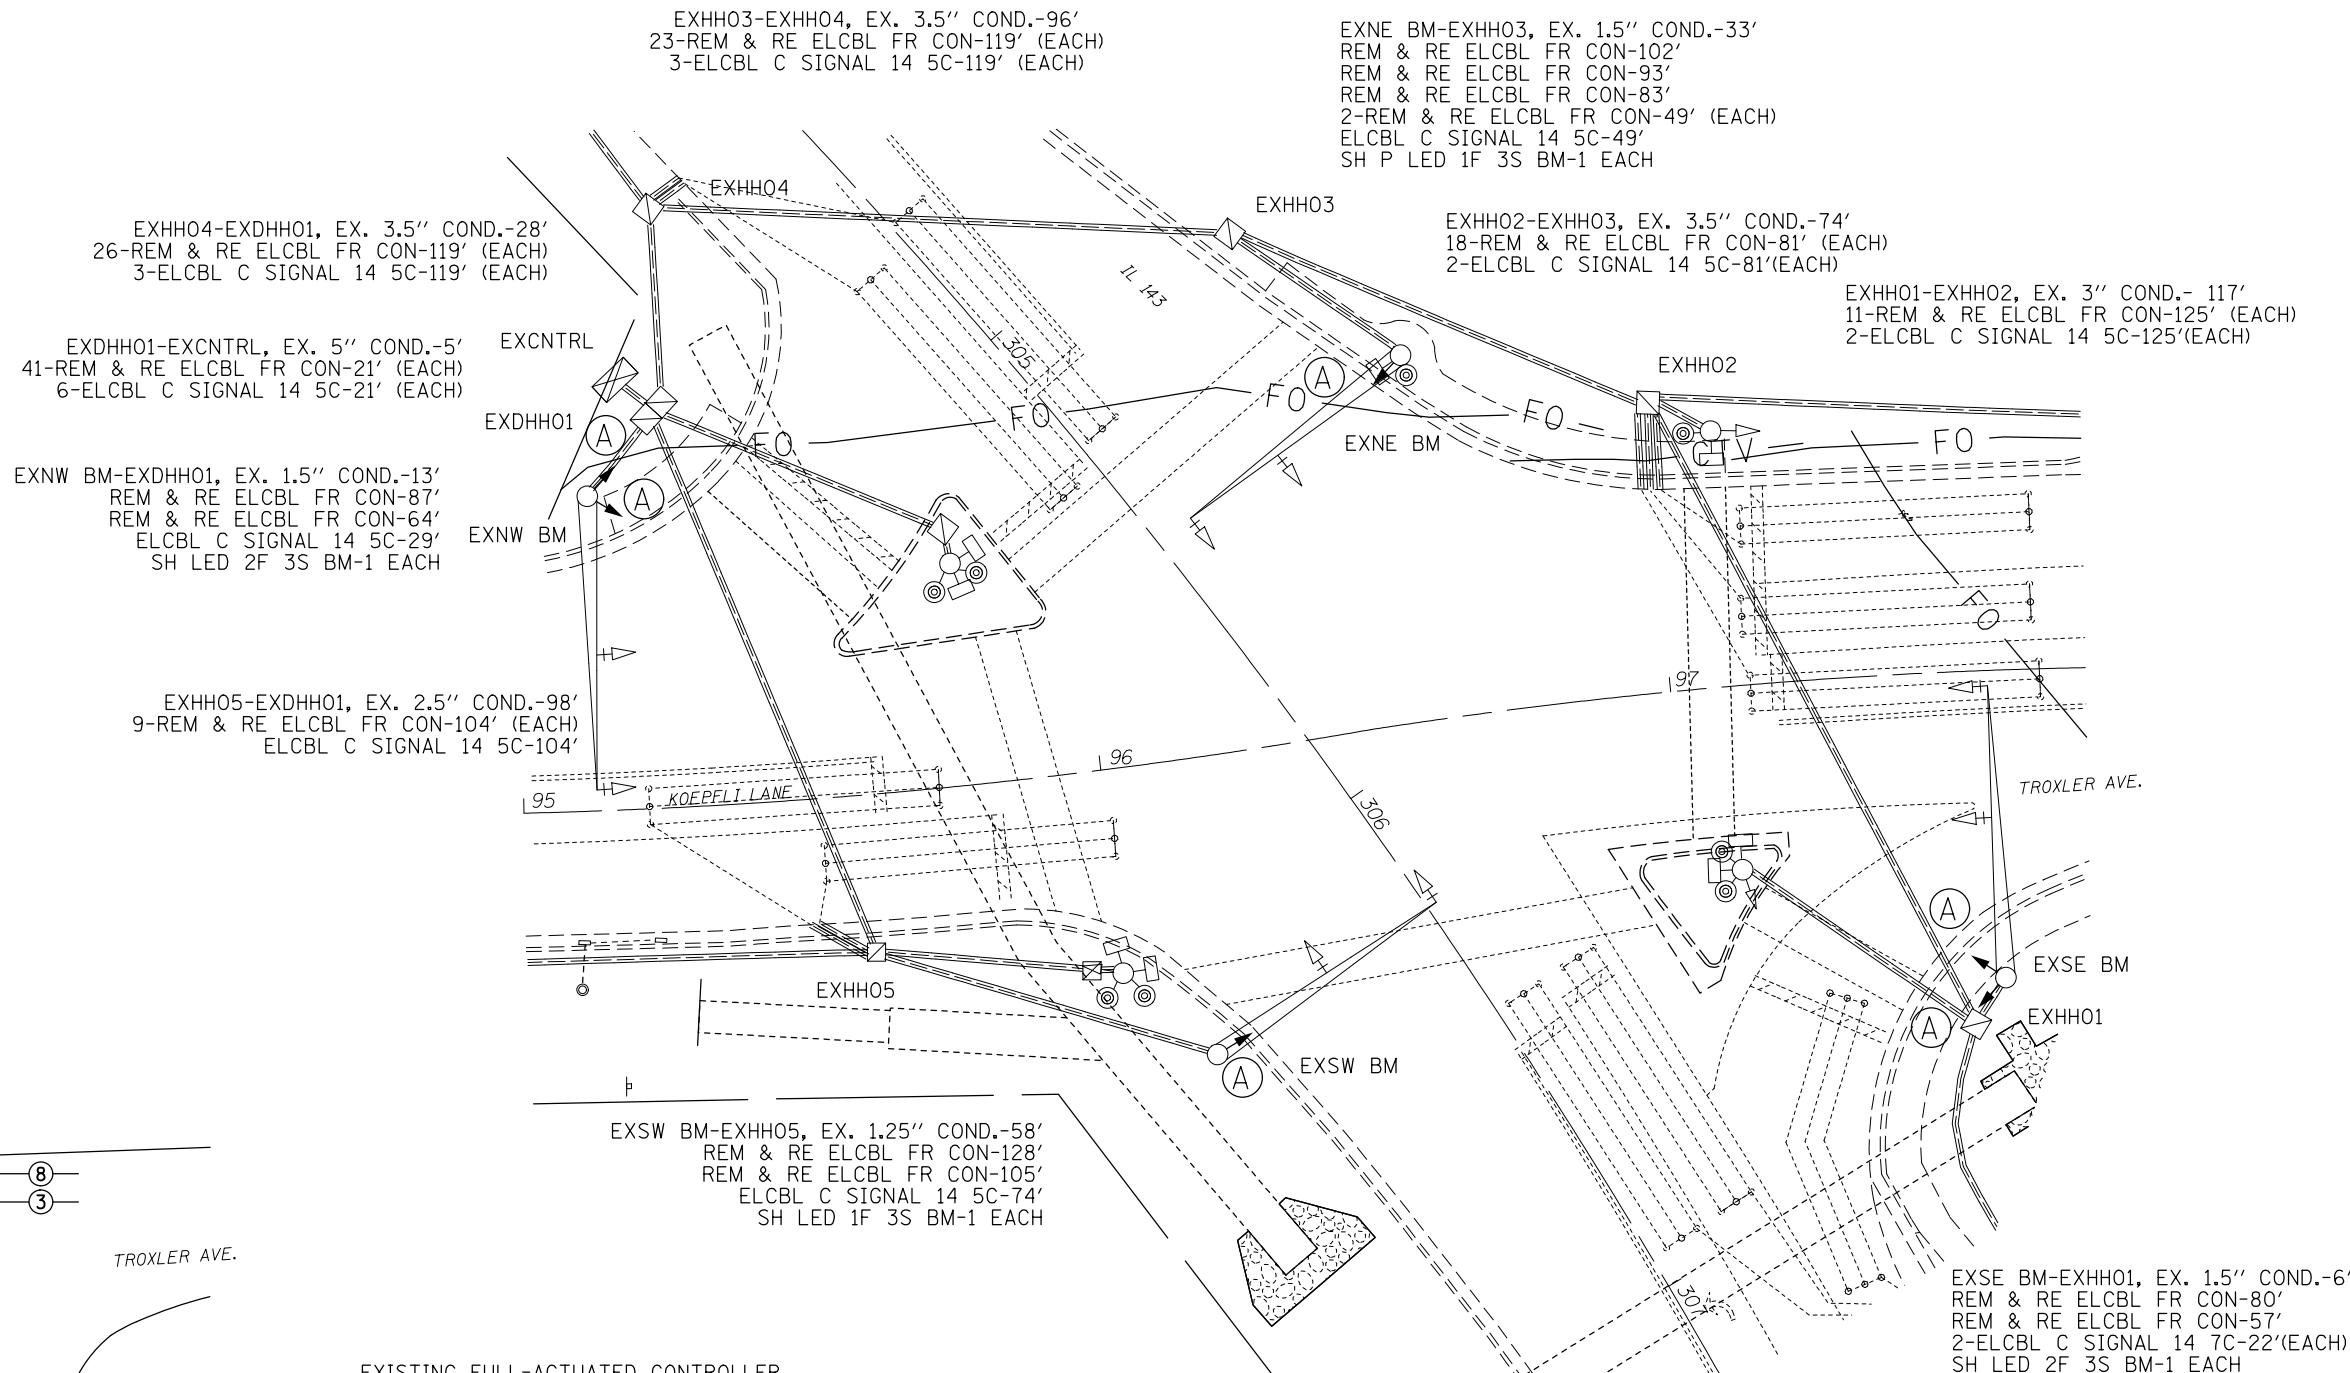 EXHH03-EXHH04, EX. 3.5" COND.-96'
23-REM & RE ELCBL FR CON-119' (EACH)
3-ELCBL C SIGNAL 14 5C-119' (EACH)
EXNE BM-EXHH03, EX. 1.5" COND.-33'
REM & RE ELCBL FR CON-102'
REM & RE ELCBL FR CON-93'
REM & RE ELCBL FR CON-83'
2-REM & RE ELCBL FR CON-49' (EACH)
ELCBL C SIGNAL 14 5C-49'
SH P LED 1F 3S BM-1 EACH
EXHH04
EXHH03
EXHH04-EXDHH01, EX. 3.5" COND.-28'
26-REM & RE ELCBL FR CON-119' (EACH)
3-ELCBL C SIGNAL 14 5C-119' (EACH)
EXHH02-EXHH03, EX. 3.5" COND.-74'
18-REM & RE ELCBL FR CON-81' (EACH)
2-ELCBL C SIGNAL 14 5C-81'(EACH)
IL 143
EXHH01-EXHH02, EX. 3" COND.- 117'
11-REM & RE ELCBL FR CON-125' (EACH)
2-ELCBL C SIGNAL 14 5C-125'(EACH)
EXCNTRL
EXDHH01-EXCNTRL, EX. 5" COND.-5'
41-REM & RE ELCBL FR CON-21' (EACH)
6-ELCBL C SIGNAL 14 5C-21' (EACH)
305
EXHH02
A
EXDHH01
A
FO
FO
FO
FO
FO
EXNE BM
CV
EXNW BM-EXDHH01, EX. 1.5" COND.-13'
REM & RE ELCBL FR CON-87'
REM & RE ELCBL FR CON-64'
ELCBL C SIGNAL 14 5C-29'
SH LED 2F 3S BM-1 EACH
A
EXNW BM
FO
EXHH05-EXDHH01, EX. 2.5" COND.-98'
9-REM & RE ELCBL FR CON-104' (EACH)
ELCBL C SIGNAL 14 5C-104'
97
96
95
KOEPFLI LANE
306
TROXLER AVE.
A
EXSE BM
EXHH05
EXHH01
A
EXSW BM
A
EXSW BM-EXHH05, EX. 1.25" COND.-58'
REM & RE ELCBL FR CON-128'
REM & RE ELCBL FR CON-105'
ELCBL C SIGNAL 14 5C-74'
SH LED 1F 3S BM-1 EACH
8
3
TROXLER AVE.
307
EXSE BM-EXHH01, EX. 1.5" COND.-6'
REM & RE ELCBL FR CON-80'
REM & RE ELCBL FR CON-57'
2-ELCBL C SIGNAL 14 7C-22'(EACH)
SH LED 2F 3S BM-1 EACH
EXISTING FULL-ACTUATED CONTROLLER